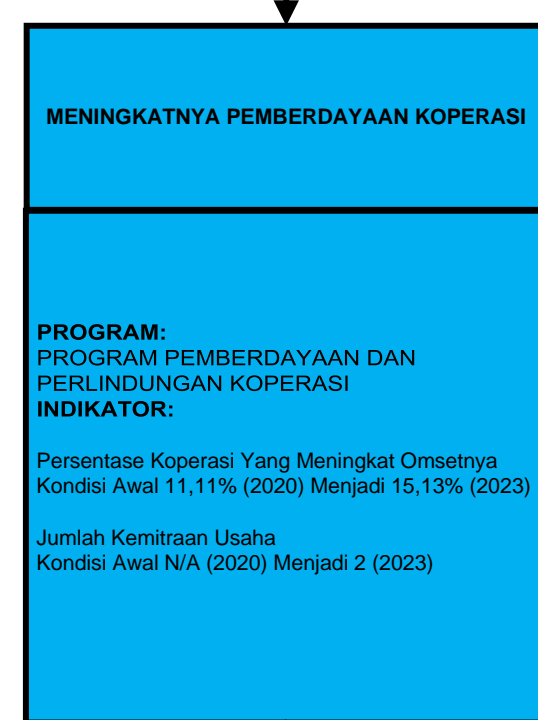 MENINGKATNYA PEMBERDAYAAN KOPERASI
PROGRAM:
PROGRAM PEMBERDAYAAN DAN
PERLINDUNGAN KOPERASI
INDIKATOR:
Persentase Koperasi Yang Meningkat Omsetnya
Kondisi Awal 11,11% (2020) Menjadi 15,13% (2023)
Jumlah Kemitraan Usaha
Kondisi Awal N/A (2020) Menjadi 2 (2023)